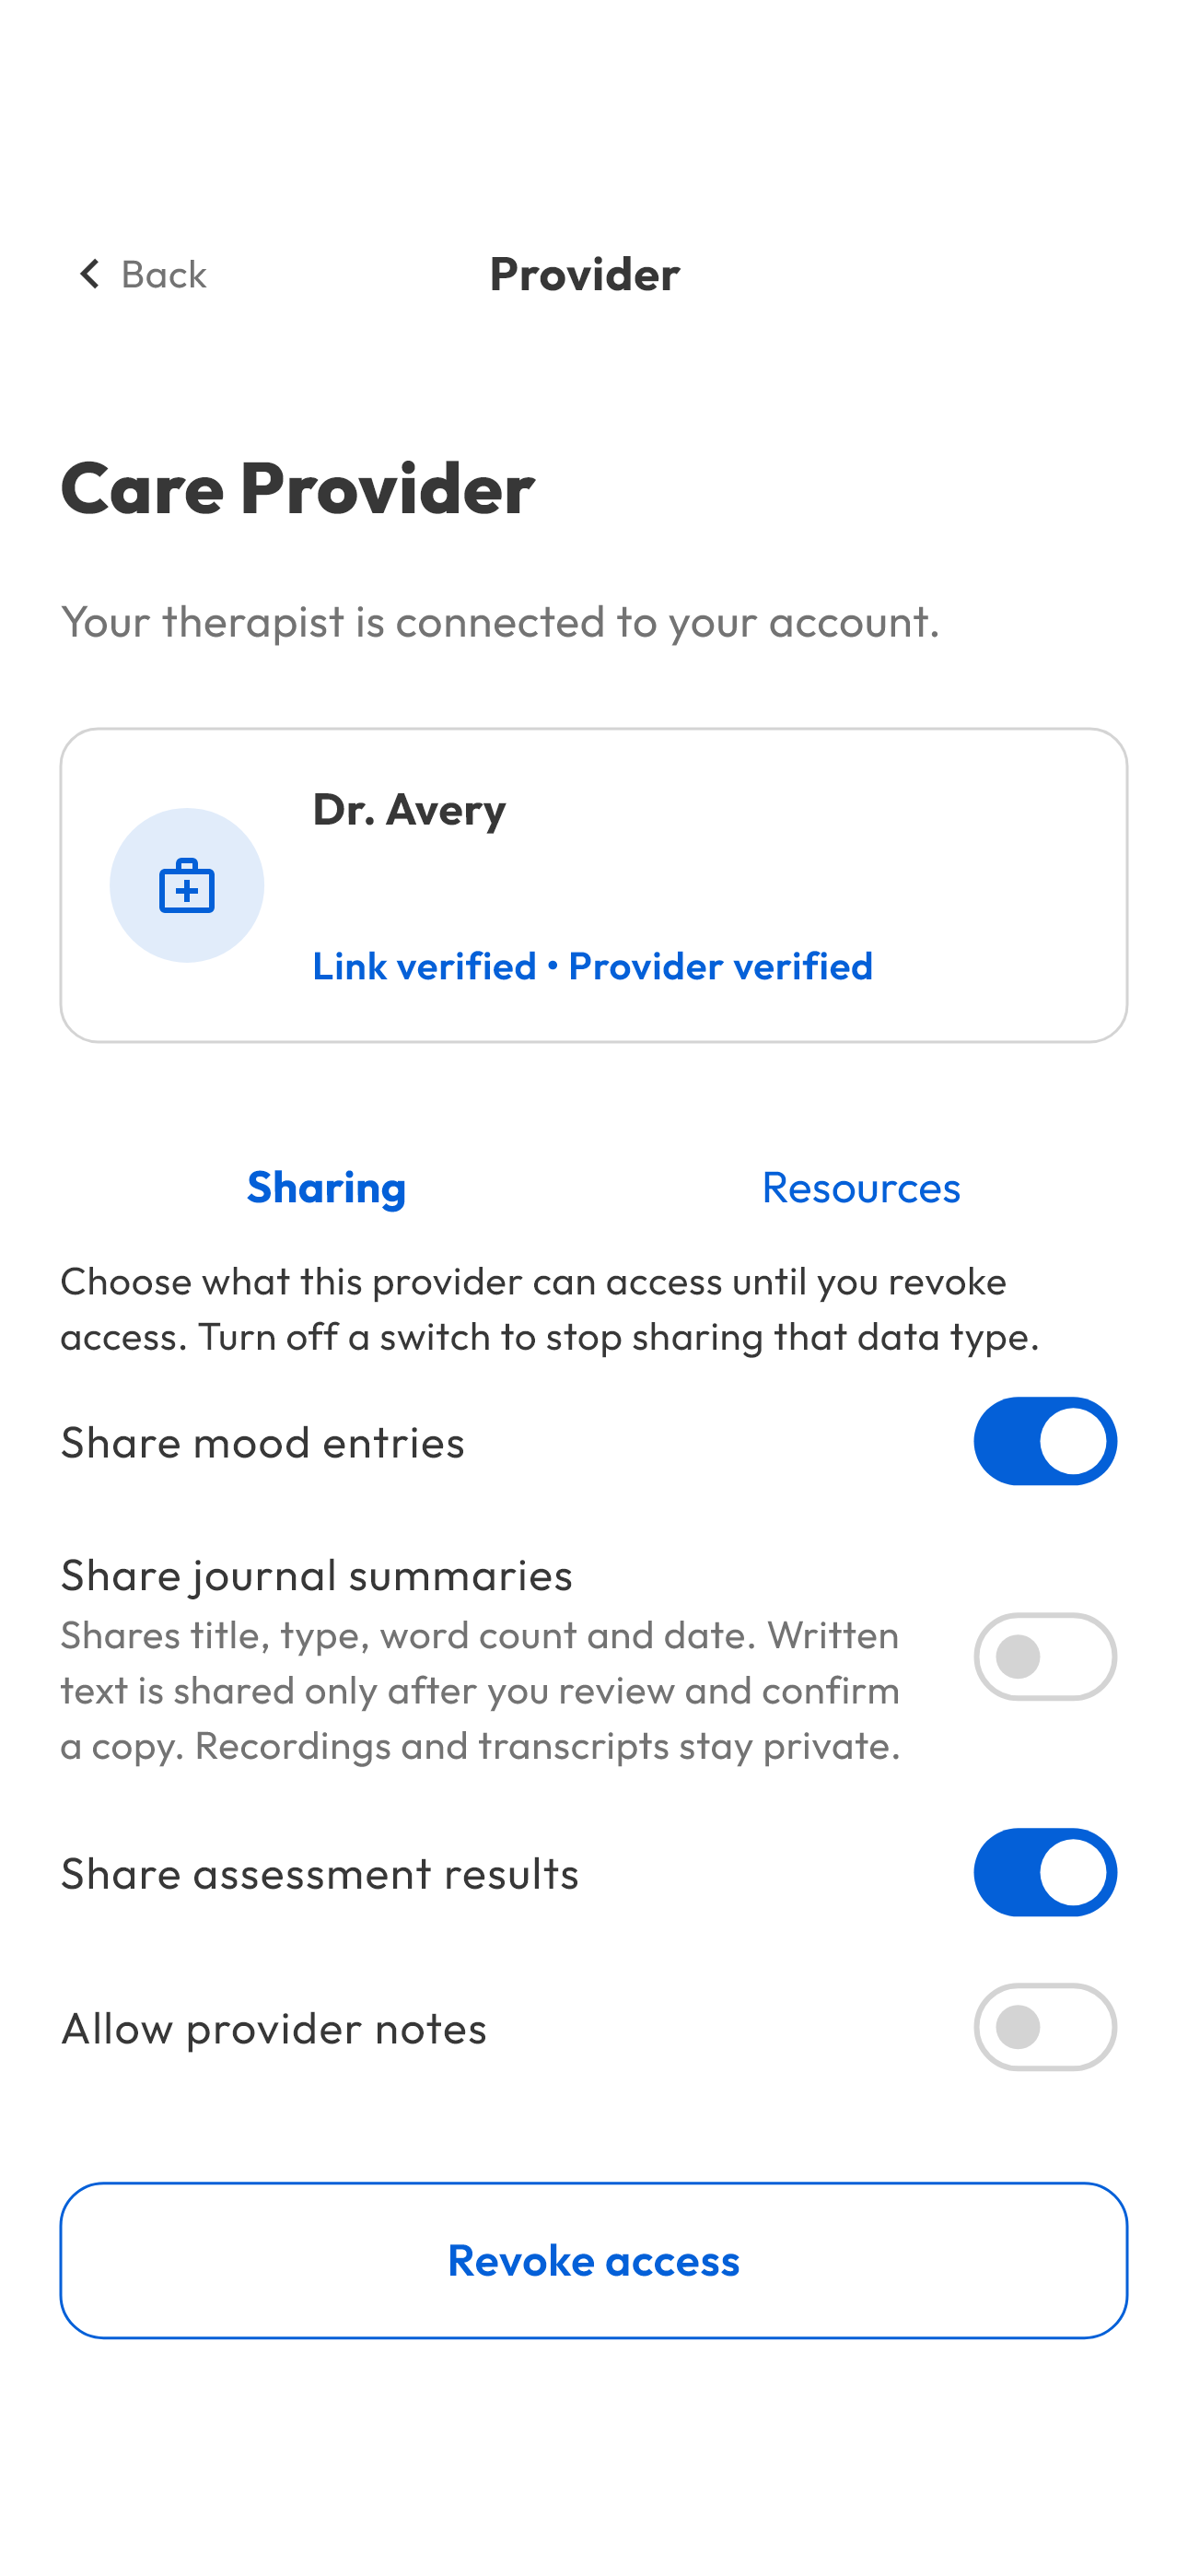 Back
Provider
Care Provider
Your therapist is connected to your account.
Dr. Avery
Link verified • Provider verified
Sharing
Resources
Choose what this provider can access until you revoke
access. Turn off a switch to stop sharing that data type.
Share mood entries
Share journal summaries
Shares title, type, word count and date. Written
text is shared only after you review and confirm
a copy. Recordings and transcripts stay private.
Share assessment results
Allow provider notes
Revoke access